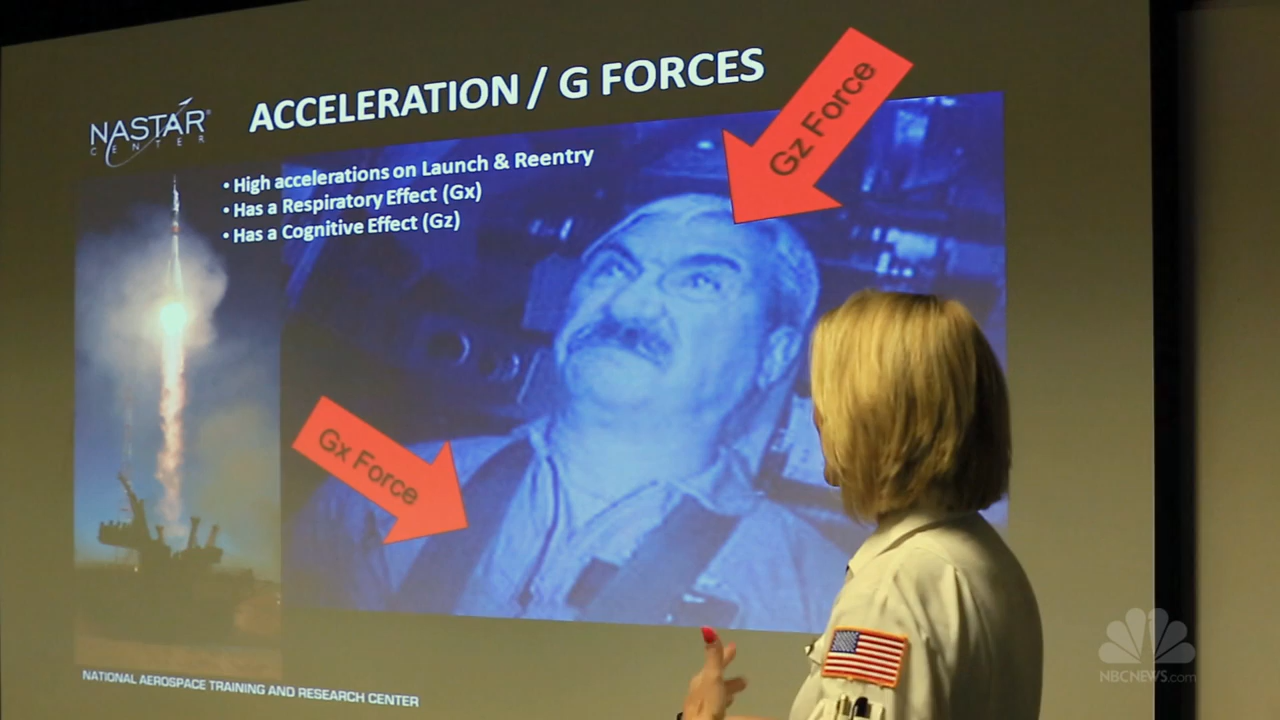 ACCELERATION / G FORCES
NASTAR®
CENTER
• High accelerations on Launch & Reentry
• Has a Respiratory Effect (Gx)
• Has a Cognitive Effect (Gz)
Gz Force
Gx Force
NATIONAL AEROSPACE TRAINING AND RESEARCH CENTER
NBCNEWS.com